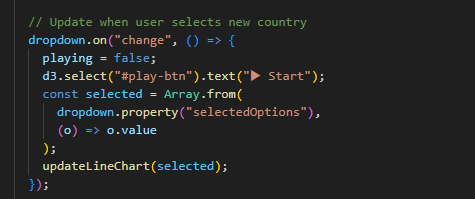 // Update when user selects new country
dropdown.on("change", () => {
playing = false;
d3.select("#play-btn").text("▶ Start");
const selected = Array.from(
dropdown.property("selectedOptions"),
(o) => o.value
);
updateLineChart(selected);
});